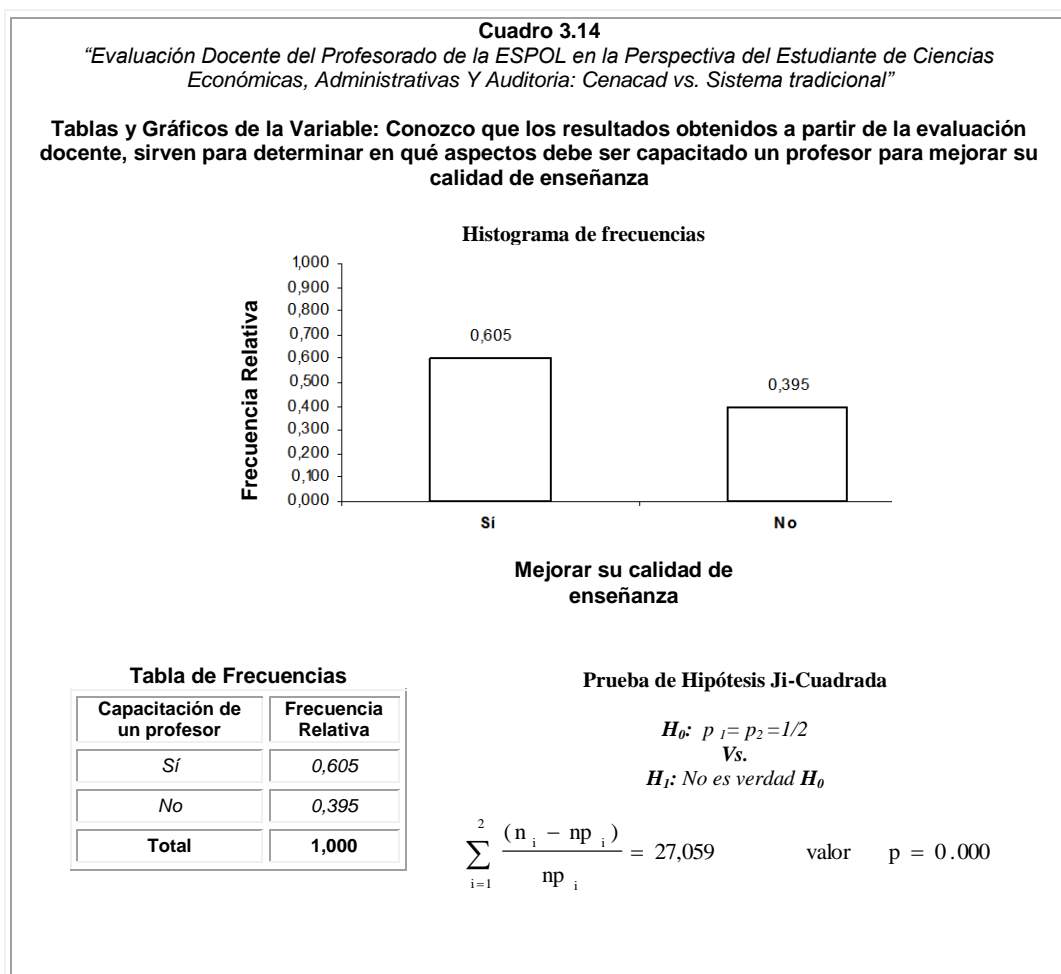 Cuadro 3.14
“Evaluación Docente del Profesorado de la ESPOL en la Perspectiva del Estudiante de Ciencias
Económicas, Administrativas Y Auditoria: Cenacad vs. Sistema tradicional”
Tablas y Gráficos de la Variable: Conozco que los resultados obtenidos a partir de la evaluación
docente, sirven para determinar en qué aspectos debe ser capacitado un profesor para mejorar su
calidad de enseñanza
Histograma de frecuencias
Frecuencia Relativa
1,000
0,900
0,800
0,700
0,600
0,500
0,400
0,300
0,200
0,100
0,000
0,605
0,395
Sí
No
Mejorar su calidad de
enseñanza
Tabla de Frecuencias
Capacitación de un profesor Frecuencia Relativa
Sí 0,605
No 0,395
Total 1,000
Prueba de Hipótesis Ji-Cuadrada
H₀: p ₁= p₂=1/2
Vs.
H₁: No es verdad H₀
∑ i=1 2 (n i − np i) / np i = 27,059 valor p = 0.000